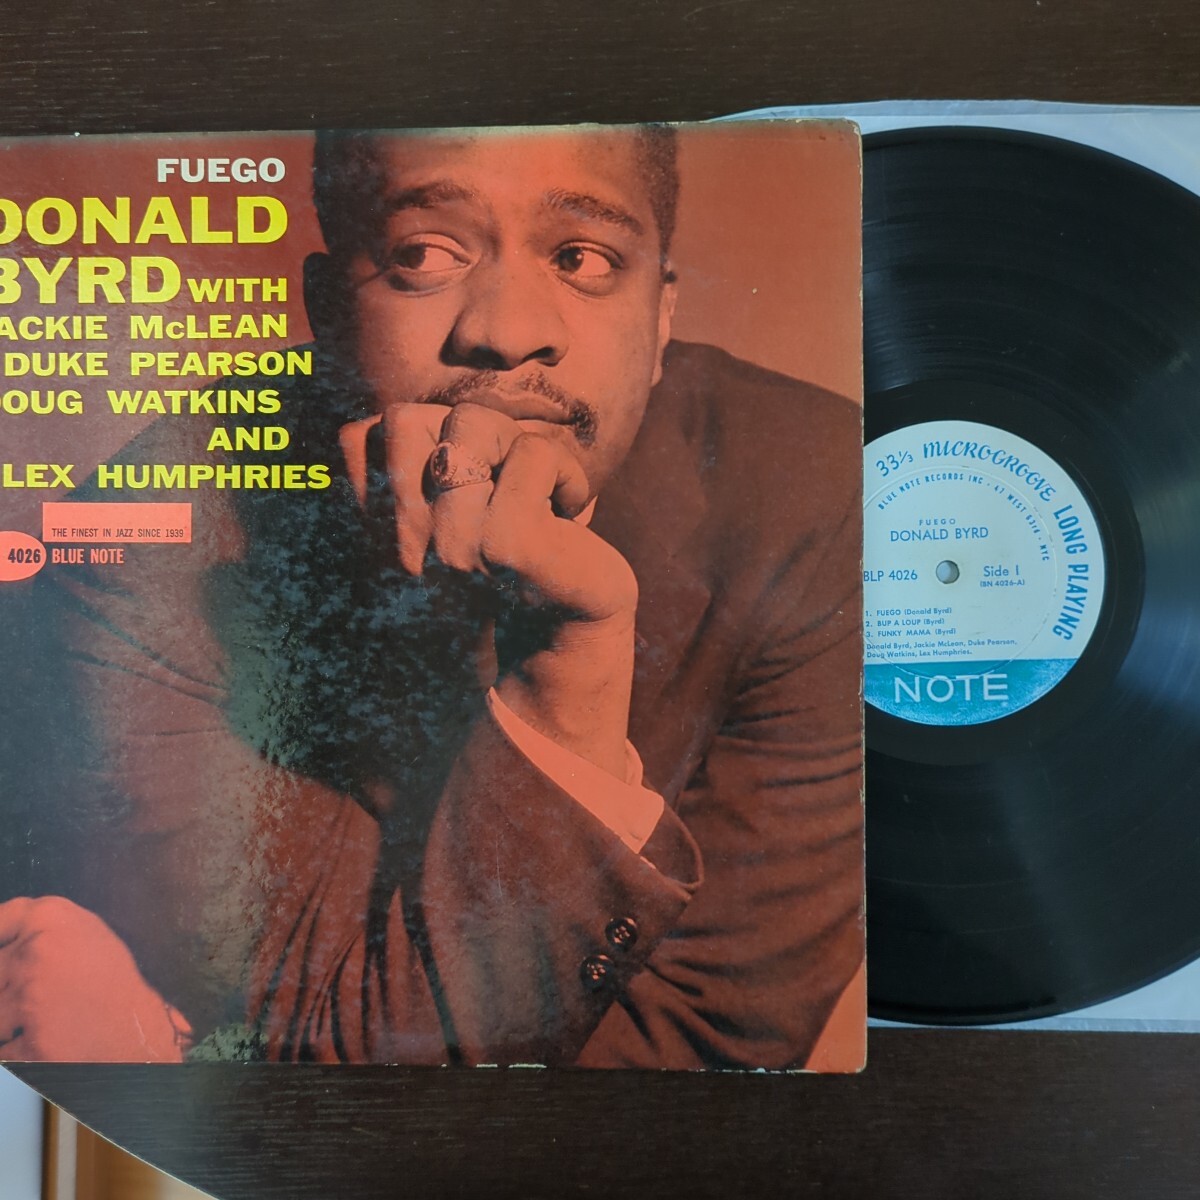 FUEGO
DONALD
BYRD WITH
ACKIE McLEAN
DUKE PEARSON
DOUG WATKINS
AND
LEX HUMPHRIES
THE FINEST IN JAZZ SINCE 1939
4026 BLUE NOTE
33⅓ MICROGROOVE LONG PLAYING
BLUE NOTE RECORDS INC • 47 WEST 63rd • NYC
FUEGO
DONALD BYRD
BLP 4026
Side 1
(BN 4026-A)
1. FUEGO (Donald Byrd)
2. BUP A LOUP (Byrd)
3. FUNKY MAMA (Byrd)
Donald Byrd, Jackie McLean, Duke Pearson,
Doug Watkins, Lex Humphries.
NOTE